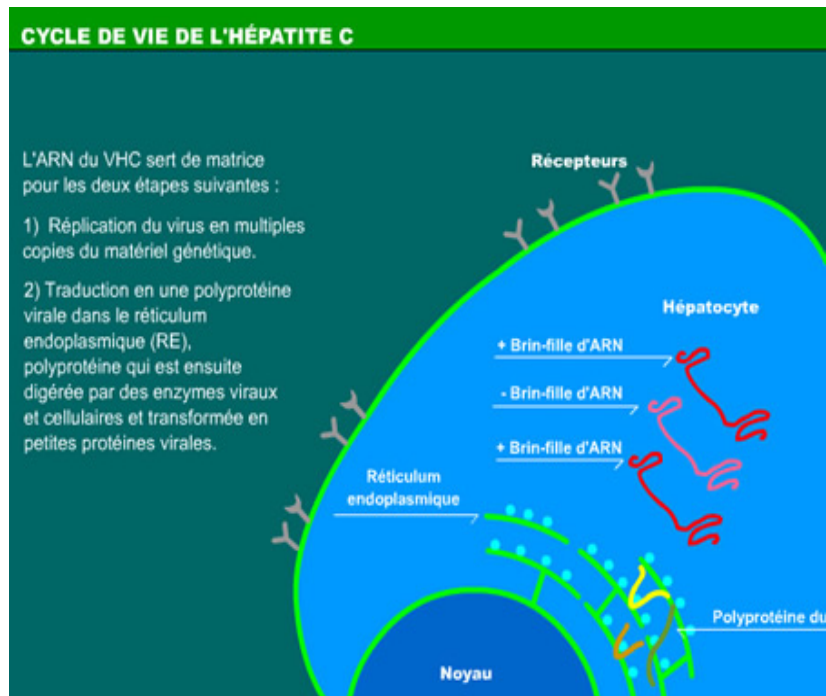 CYCLE DE VIE DE L'HÉPATITE C
L'ARN du VHC sert de matrice
pour les deux étapes suivantes :
1) Réplication du virus en multiples
copies du matériel génétique.
2) Traduction en une polyprotéine
virale dans le réticulum
endoplasmique (RE),
polyprotéine qui est ensuite
digérée par des enzymes viraux
et cellulaires et transformée en
petites protéines virales.
Récepteurs
Hépatocyte
+ Brin-fille d'ARN
- Brin-fille d'ARN
+ Brin-fille d'ARN
Réticulum
endoplasmique
Polyprotéine du
Noyau